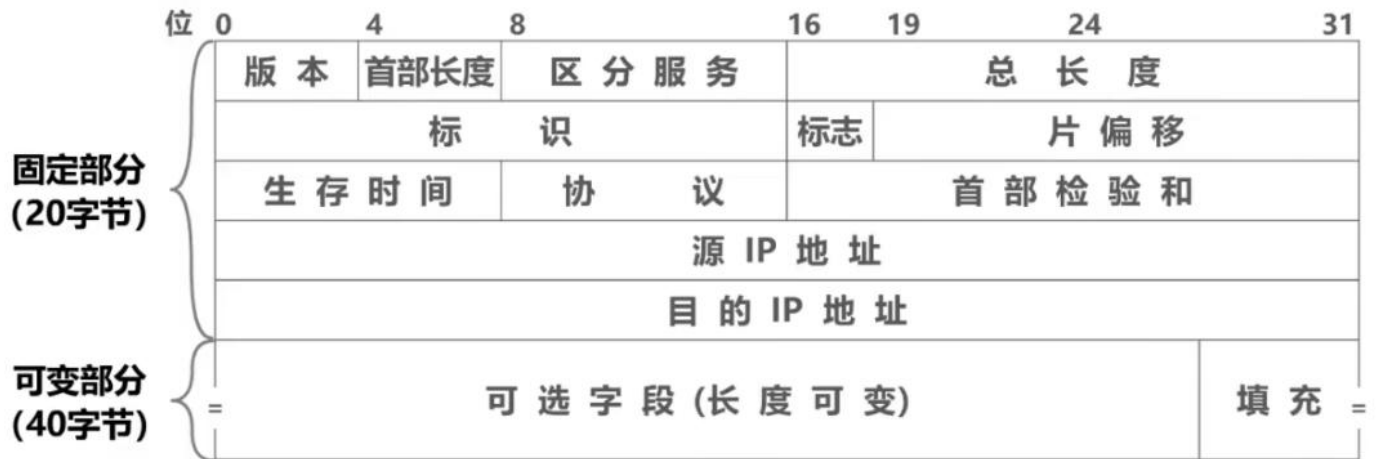 位 0 4 8 16 19 24 31
版本 首部长度 区分服务 总长度
标识 标志 片偏移
固定部分
(20字节)
生存时间 协议 首部检验和
源 IP 地址
目的 IP 地址
可变部分
(40字节)
= 可选字段 (长度可变) 填充 =